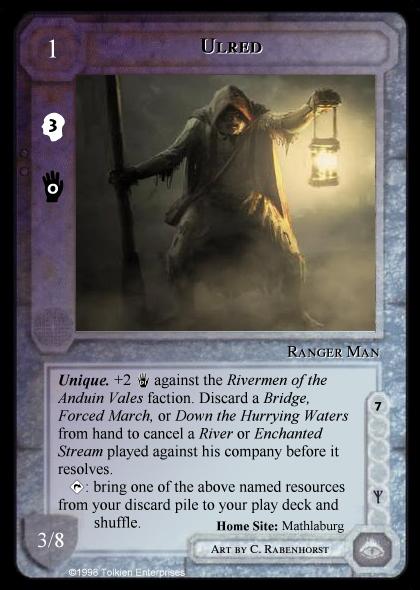 1
ULRED
3
0
RANGER MAN
Unique. +2 against the Rivermen of the
Anduin Vales faction. Discard a Bridge,
Forced March, or Down the Hurrying Waters
from hand to cancel a River or Enchanted
Stream played against his company before it
resolves.
: bring one of the above named resources
from your discard pile to your play deck and
shuffle.
Home Site: Mathlaburg
7
3/8
ART BY C. RABENHORST
©1998 Tolkien Enterprises